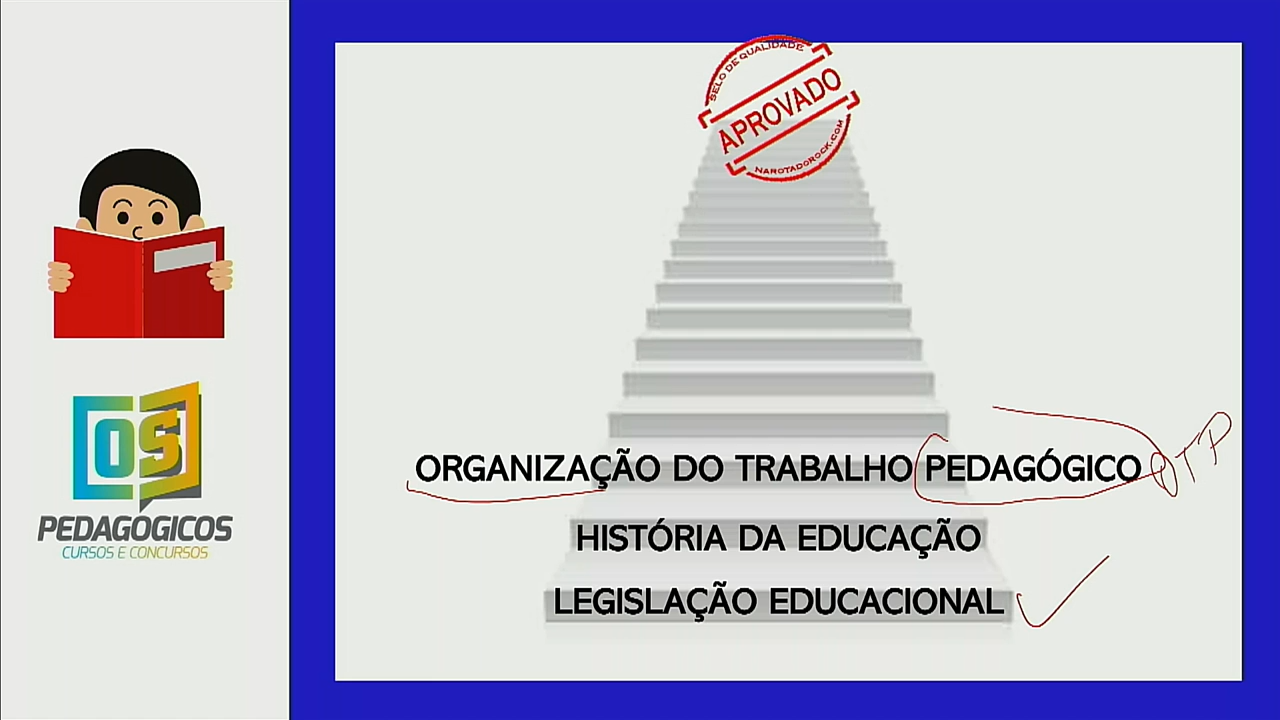 SELO DE QUALIDADE
APROVADO
NAROTADOROCK.COM
OS
PEDAGÓGICOS
CURSOS E CONCURSOS
ORGANIZAÇÃO DO TRABALHO PEDAGÓGICO
OTP
HISTÓRIA DA EDUCAÇÃO
LEGISLAÇÃO EDUCACIONAL